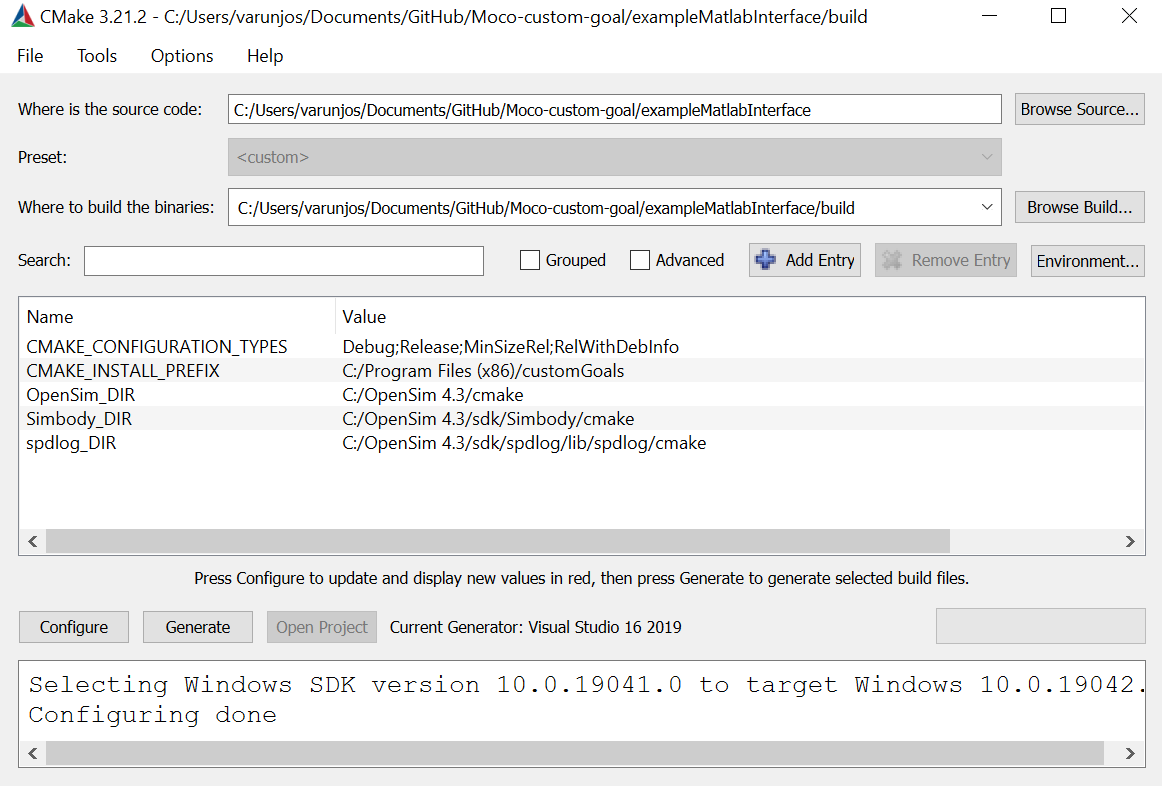 CMake 3.21.2 - C:/Users/varunjos/Documents/GitHub/Moco-custom-goal/exampleMatlabInterface/build
File Tools Options Help
Where is the source code: C:/Users/varunjos/Documents/GitHub/Moco-custom-goal/exampleMatlabInterface Browse Source...
Preset: <custom>
Where to build the binaries: C:/Users/varunjos/Documents/GitHub/Moco-custom-goal/exampleMatlabInterface/build Browse Build...
Search: Grouped Advanced Add Entry Remove Entry Environment...
Name Value
CMAKE_CONFIGURATION_TYPES Debug;Release;MinSizeRel;RelWithDebInfo
CMAKE_INSTALL_PREFIX C:/Program Files (x86)/customGoals
OpenSim_DIR C:/OpenSim 4.3/cmake
Simbody_DIR C:/OpenSim 4.3/sdk/Simbody/cmake
spdlog_DIR C:/OpenSim 4.3/sdk/spdlog/lib/spdlog/cmake
Press Configure to update and display new values in red, then press Generate to generate selected build files.
Configure Generate Open Project Current Generator: Visual Studio 16 2019
Selecting Windows SDK version 10.0.19041.0 to target Windows 10.0.19042.
Configuring done